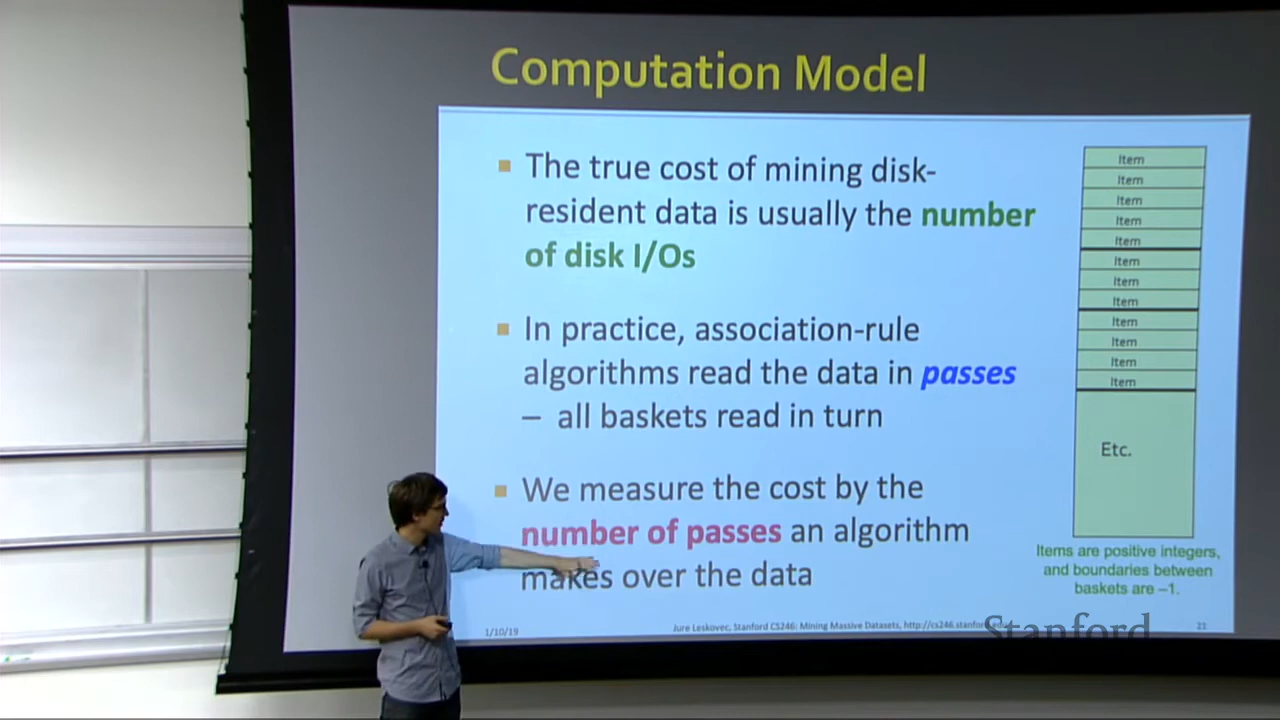 Computation Model
The true cost of mining disk-
resident data is usually the number
of disk I/Os
In practice, association-rule
algorithms read the data in passes
– all baskets read in turn
We measure the cost by the
number of passes an algorithm
makes over the data
Item
Item
Item
Item
Item
Item
Item
Item
Item
Item
Item
Item
Etc.
Items are positive integers,
and boundaries between
baskets are –1.
1/10/19
Jure Leskovec, Stanford CS246: Mining Massive Datasets,
21
Stanford